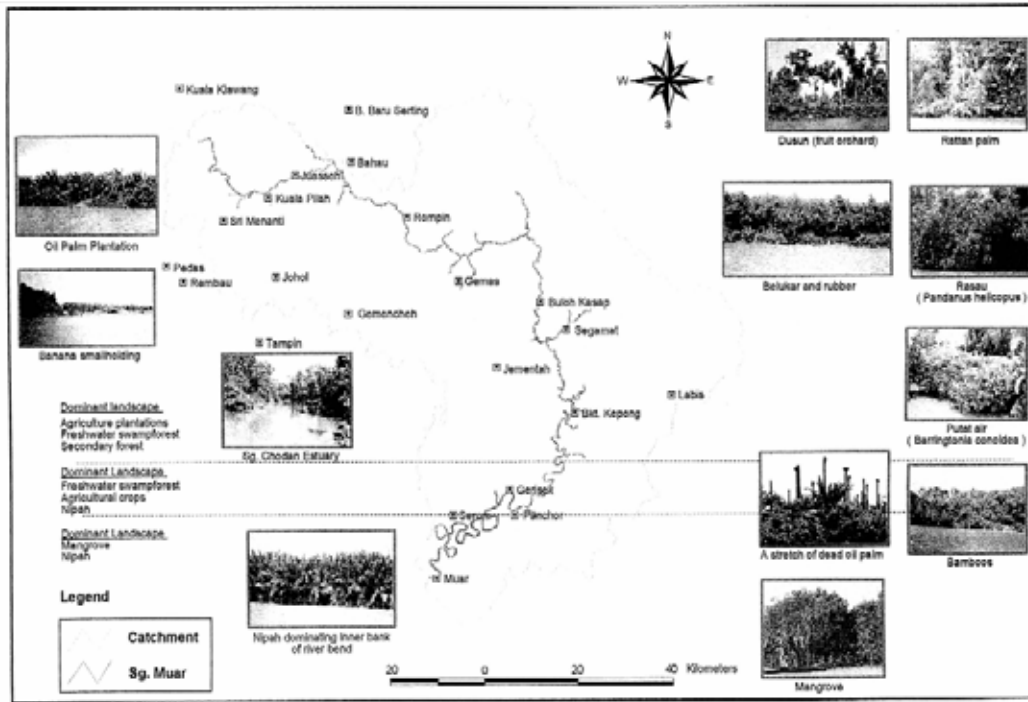 N
W E
S
Kuala Klawang
B. Baru Serting
Bahau
Kuala Pilah
Sri Menanti
Rompin
Pedas
Rembau
Johol
Gemas
Gemencheh
Buloh Kasap
Segamat
Tampin
Jementah
Labis
Bkt. Kepong
Gerisek
Panchor
Muar
Oil Palm Plantation
Banana smallholding
Sg. Chodan Estuary
Dusun (fruit orchard)
Rattan palm
Belukar and rubber
Rasau
( Pandanus helicopus )
Putat air
( Barringtonia conoidea )
A stretch of dead oil palm
Bamboos
Mangrove
Nipah dominating inner bank
of river bend
Dominant landscape
Agriculture plantations
Freshwater swampforest
Secondary forest
Dominant Landscape
Freshwater swampforest
Agricultural crops
Nipah
Dominant Landscape
Mangrove
Nipah
Legend
Catchment
Sg. Muar
20 0 20 40 Kilometers